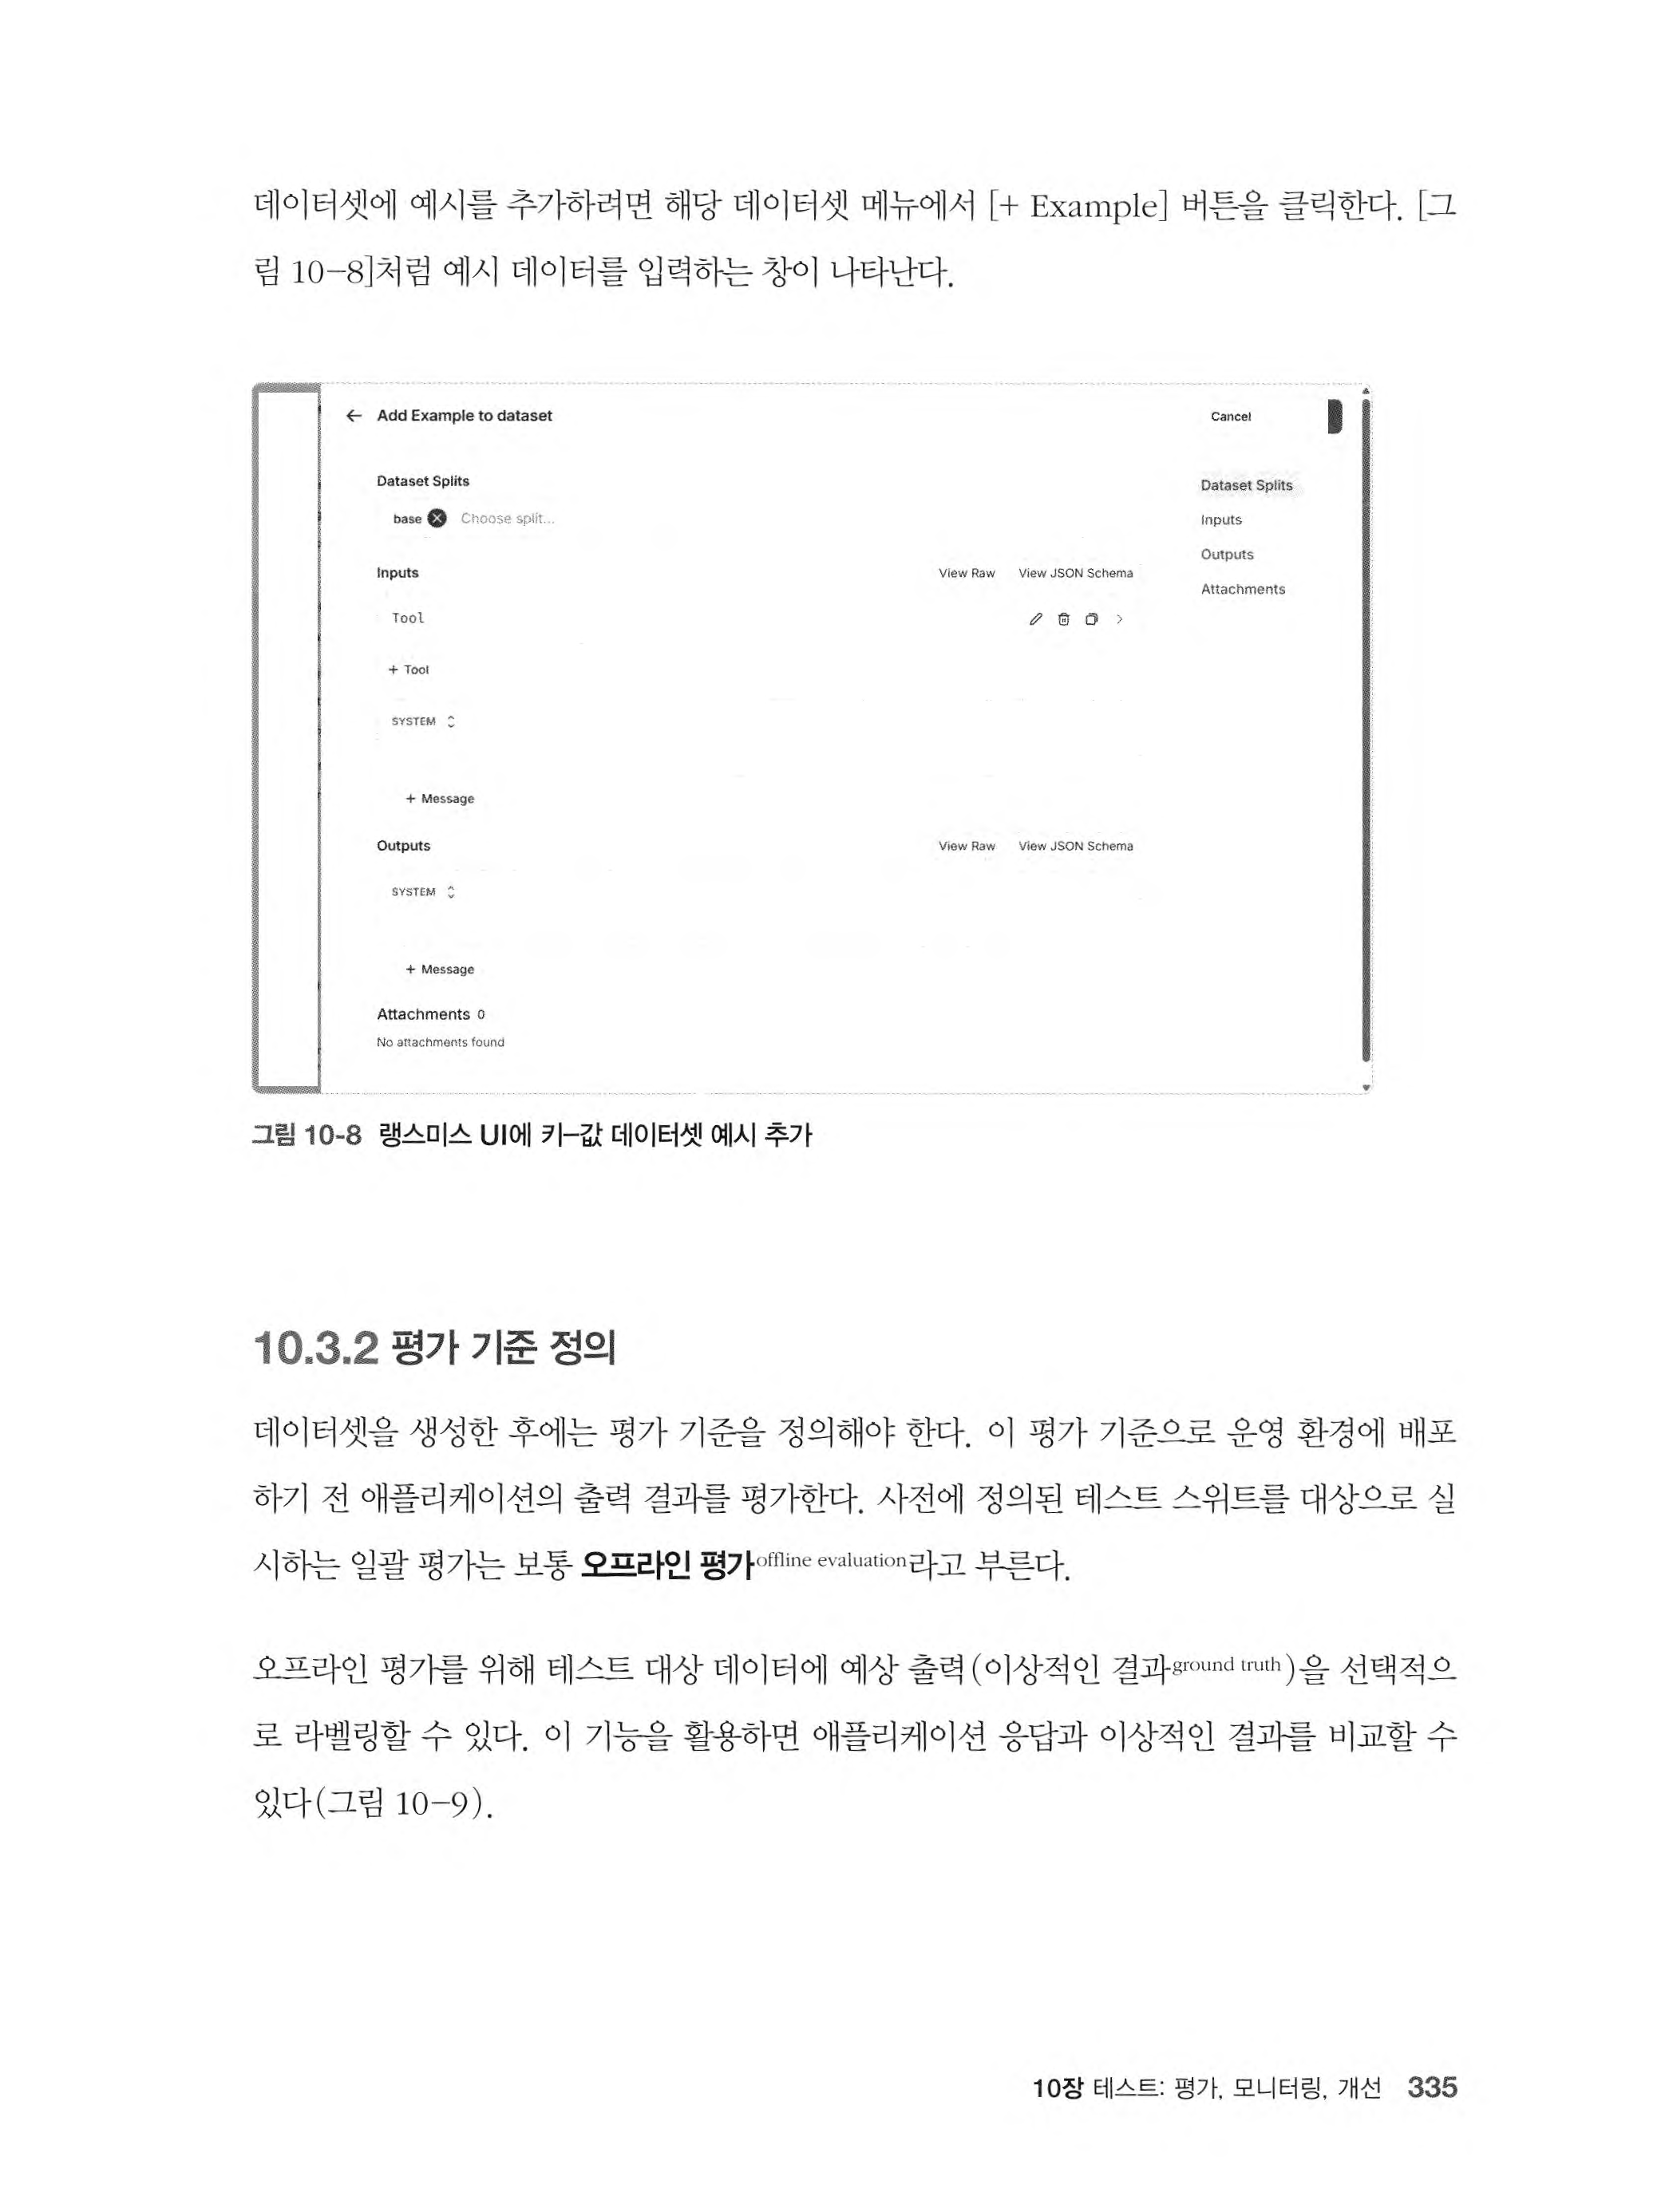 데이터셋에 예시를 추가하려면 해당 데이터셋 메뉴에서 [+ Example] 버튼을 클릭한다. [그
림 10-8]처럼 예시 데이터를 입력하는 창이 나타난다.
← Add Example to dataset
Cancel
Dataset Splits
base Choose split...
Inputs
View Raw View JSON Schema
Tool
+ Tool
SYSTEM
+ Message
Outputs
View Raw View JSON Schema
SYSTEM
+ Message
Attachments 0
No attachments found
Dataset Splits
Inputs
Outputs
Attachments
그림 10-8 랭스미스 UI에 키–값 데이터셋 예시 추가
10.3.2 평가 기준 정의
데이터셋을 생성한 후에는 평가 기준을 정의해야 한다. 이 평가 기준으로 운영 환경에 배포
하기 전 애플리케이션의 출력 결과를 평가한다. 사전에 정의된 테스트 스위트를 대상으로 실
시하는 일괄 평가는 보통 오프라인 평가offline evaluation라고 부른다.
오프라인 평가를 위해 테스트 대상 데이터에 예상 출력(이상적인 결과ground truth)을 선택적으
로 라벨링할 수 있다. 이 기능을 활용하면 애플리케이션 응답과 이상적인 결과를 비교할 수
있다(그림 10-9).
10장 테스트: 평가, 모니터링, 개선 335